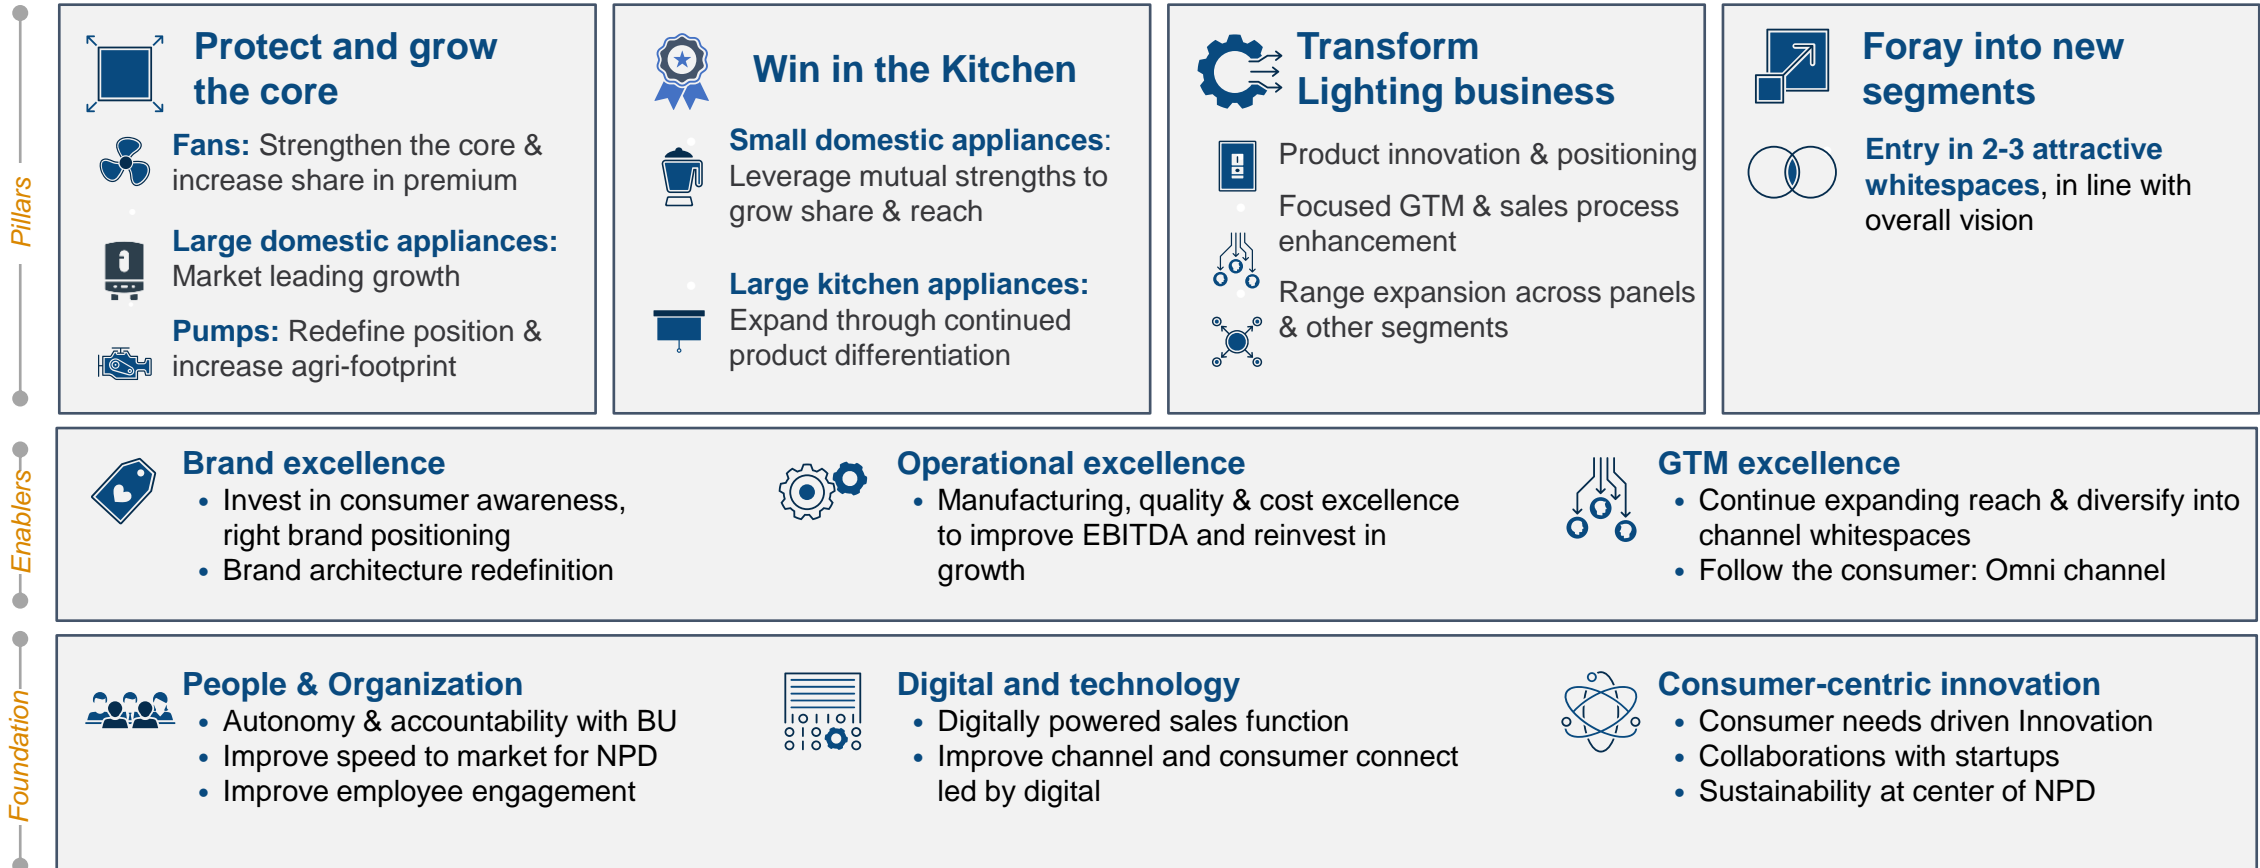 Pillars
Protect and grow
the core
Fans: Strengthen the core &
increase share in premium
Large domestic appliances:
Market leading growth
Pumps: Redefine position &
increase agri-footprint
Win in the Kitchen
Small domestic appliances:
Leverage mutual strengths to
grow share & reach
Large kitchen appliances:
Expand through continued
product differentiation
Transform
Lighting business
Product innovation & positioning
Focused GTM & sales process
enhancement
Range expansion across panels
& other segments
Foray into new
segments
Entry in 2-3 attractive
whitespaces, in line with
overall vision
Enablers
Brand excellence
• Invest in consumer awareness,
right brand positioning
• Brand architecture redefinition
Operational excellence
• Manufacturing, quality & cost excellence
to improve EBITDA and reinvest in
growth
GTM excellence
• Continue expanding reach & diversify into
channel whitespaces
• Follow the consumer: Omni channel
Foundation
People & Organization
• Autonomy & accountability with BU
• Improve speed to market for NPD
• Improve employee engagement
Digital and technology
• Digitally powered sales function
• Improve channel and consumer connect
led by digital
Consumer-centric innovation
• Consumer needs driven Innovation
• Collaborations with startups
• Sustainability at center of NPD